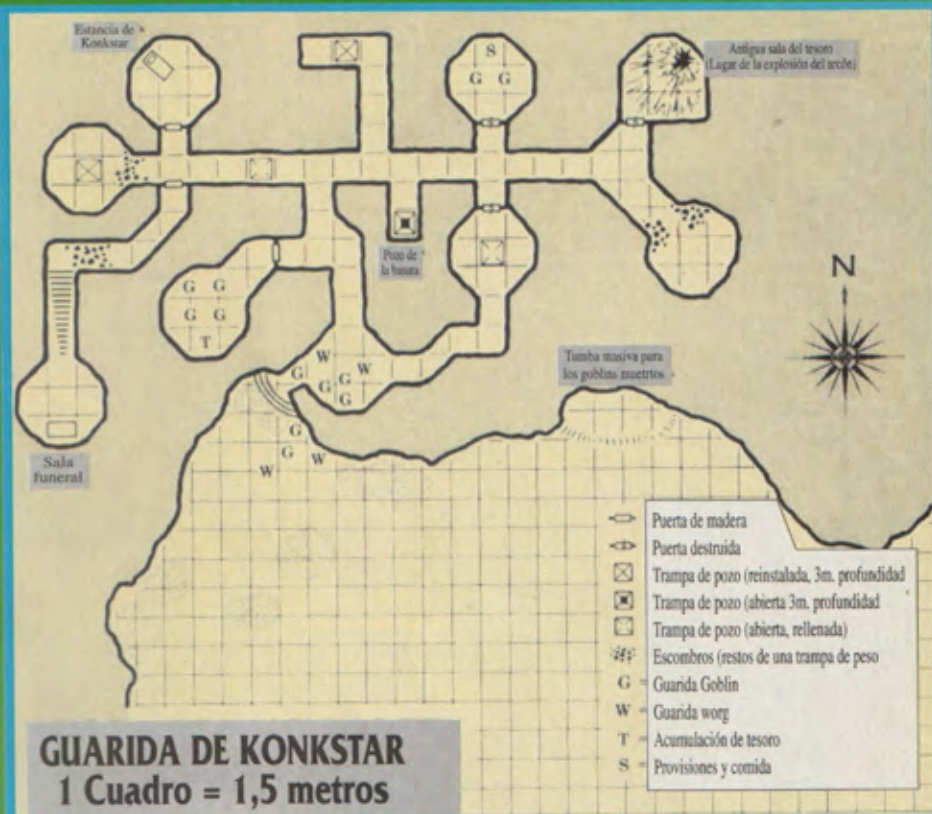 Estancia de
Konkstar
Antigua sala del tesoro
(Lugar de la explosión del arcón)
S
G G
Pozo de
la basura
N
G G
G G
T
Tumba masiva para
los goblins muetrtos
W
G W
G G
G
G
G W
W
Sala
funeral
Puerta de madera
Puerta destruida
Trampa de pozo (reinstalada, 3m. profundidad
Trampa de pozo (abierta 3m. profundidad
Trampa de pozo (abierta, rellenada)
Escombros (restos de una trampa de peso
G = Guarida Goblin
W = Guarida worg
T = Acumulación de tesoro
S = Provisiones y comida
GUARIDA DE KONKSTAR
1 Cuadro = 1,5 metros